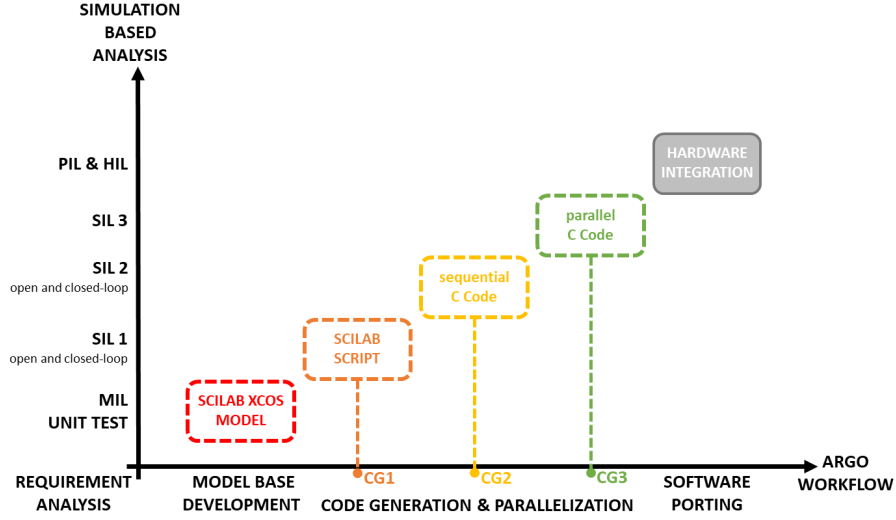 SIMULATION
BASED
ANALYSIS
PIL & HIL
HARDWARE
INTEGRATION
SIL 3
parallel
C Code
SIL 2
open and closed-loop
sequential
C Code
SIL 1
open and closed-loop
SCILAB
SCRIPT
MIL
UNIT TEST
SCILAB XCOS
MODEL
ARGO
WORKFLOW
CG1
CG2
CG3
REQUIREMENT
ANALYSIS
MODEL BASE
DEVELOPMENT
CODE GENERATION & PARALLELIZATION
SOFTWARE
PORTING